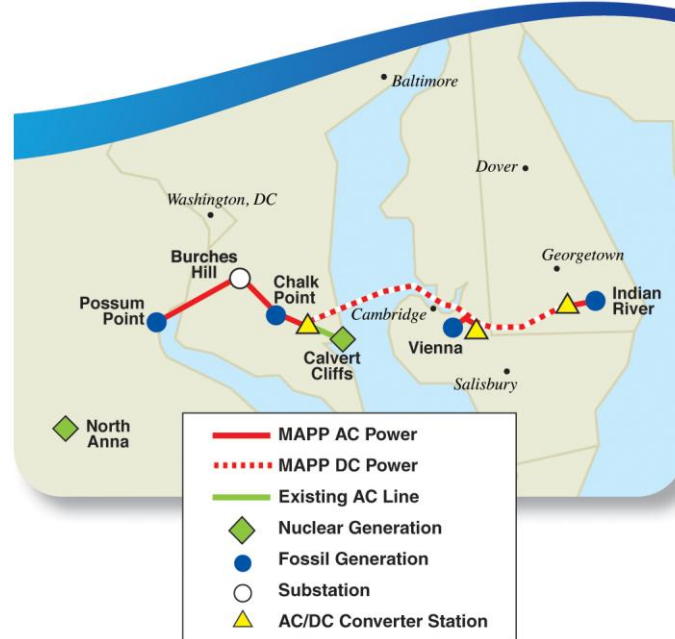 Baltimore
Dover
Washington, DC
Burches
Hill
Georgetown
Chalk
Point
Possum
Point
Indian
River
Cambridge
Vienna
Calvert
Cliffs
Salisbury
North
Anna
MAPP AC Power
MAPP DC Power
Existing AC Line
Nuclear Generation
Fossil Generation
Substation
AC/DC Converter Station